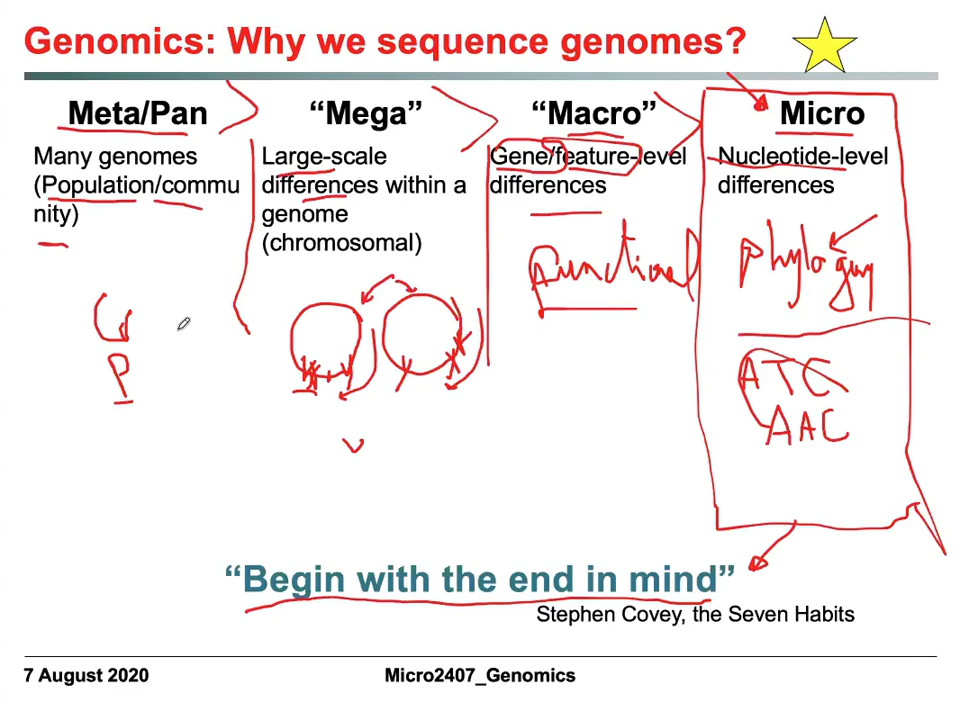 Genomics: Why we sequence genomes?
Meta/Pan
Many genomes
(Population/commu
nity)
G
P
“Mega”
Large-scale
differences within a
genome
(chromosomal)
“Macro”
Gene/feature-level
differences
Functional
Micro
Nucleotide-level
differences
phylogeny
AAC
“Begin with the end in mind”
Stephen Covey, the Seven Habits
7 August 2020
Micro2407_Genomics